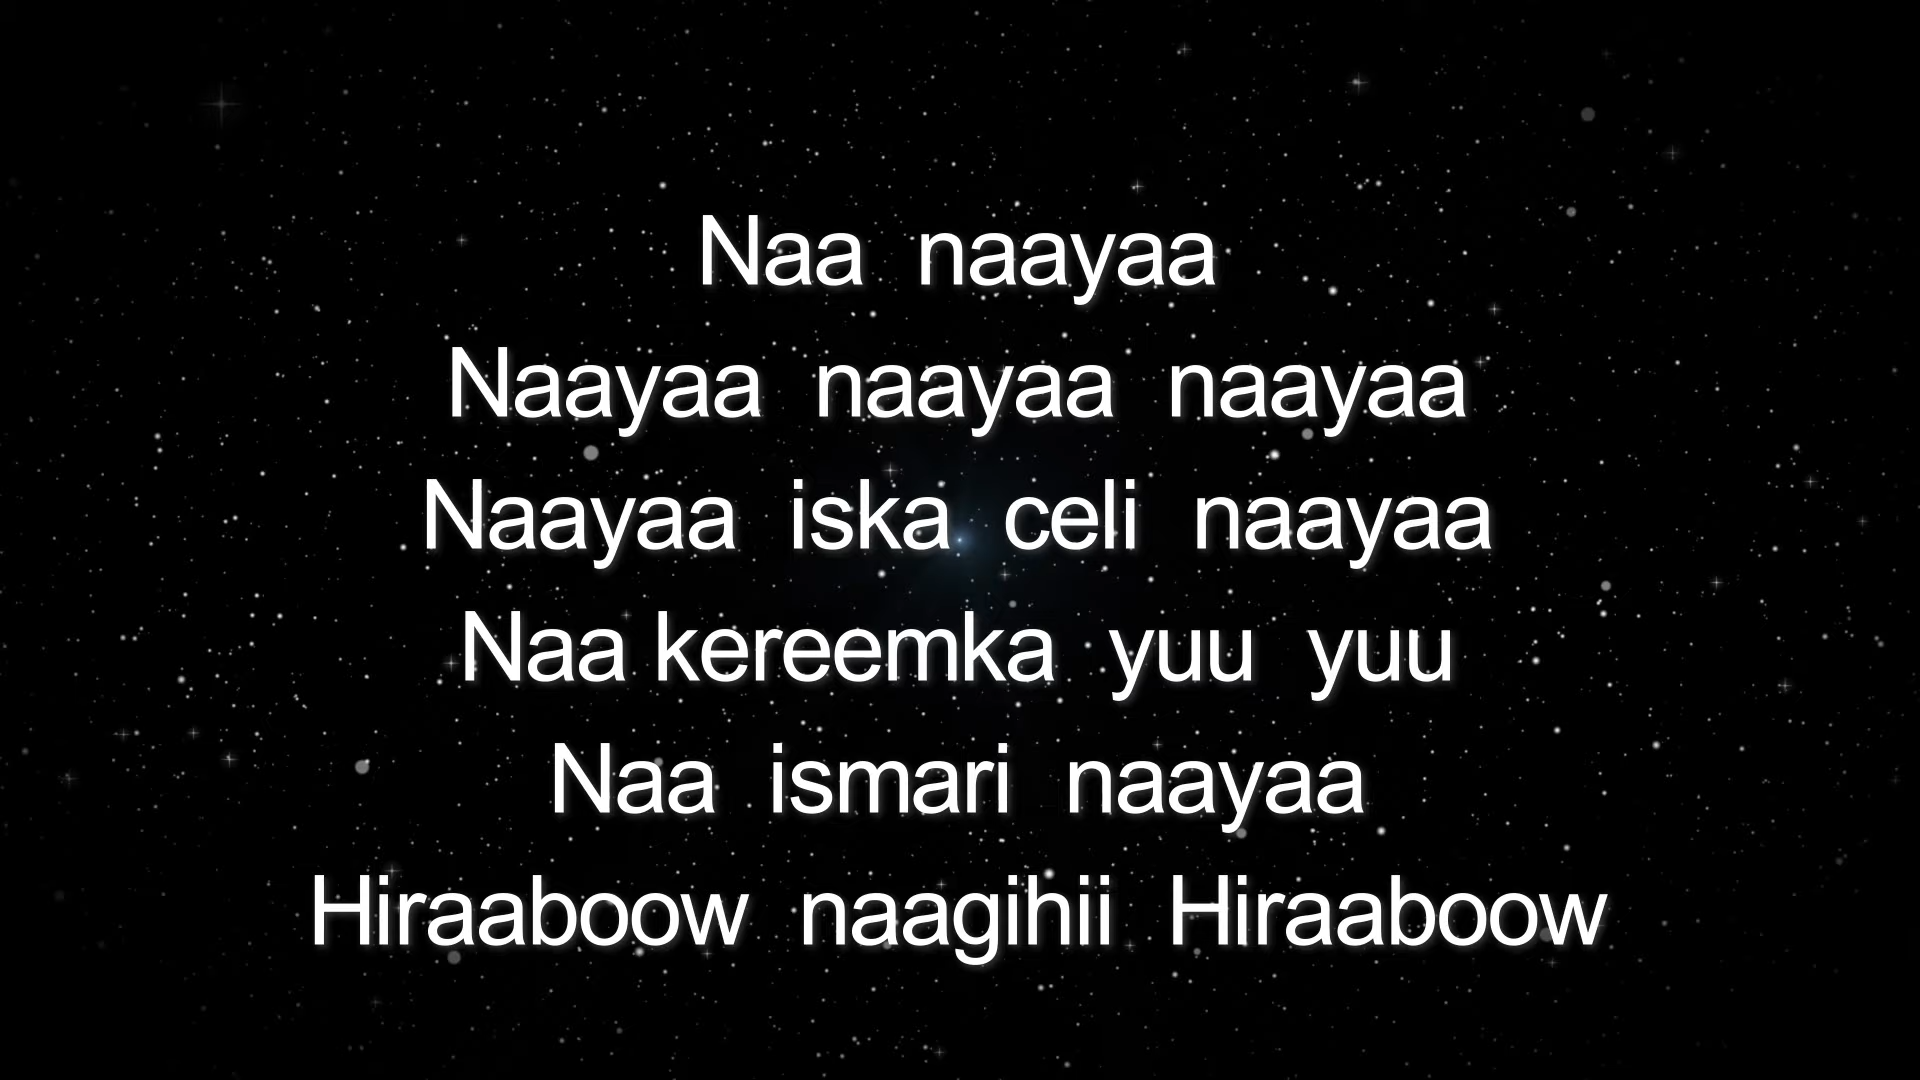 Naa naayaa
Naayaa naayaa naayaa
Naayaa iska celi naayaa
Naa kereemka yuu yuu
Naa ismari naayaa
Hiraaboow naagihii Hiraaboow